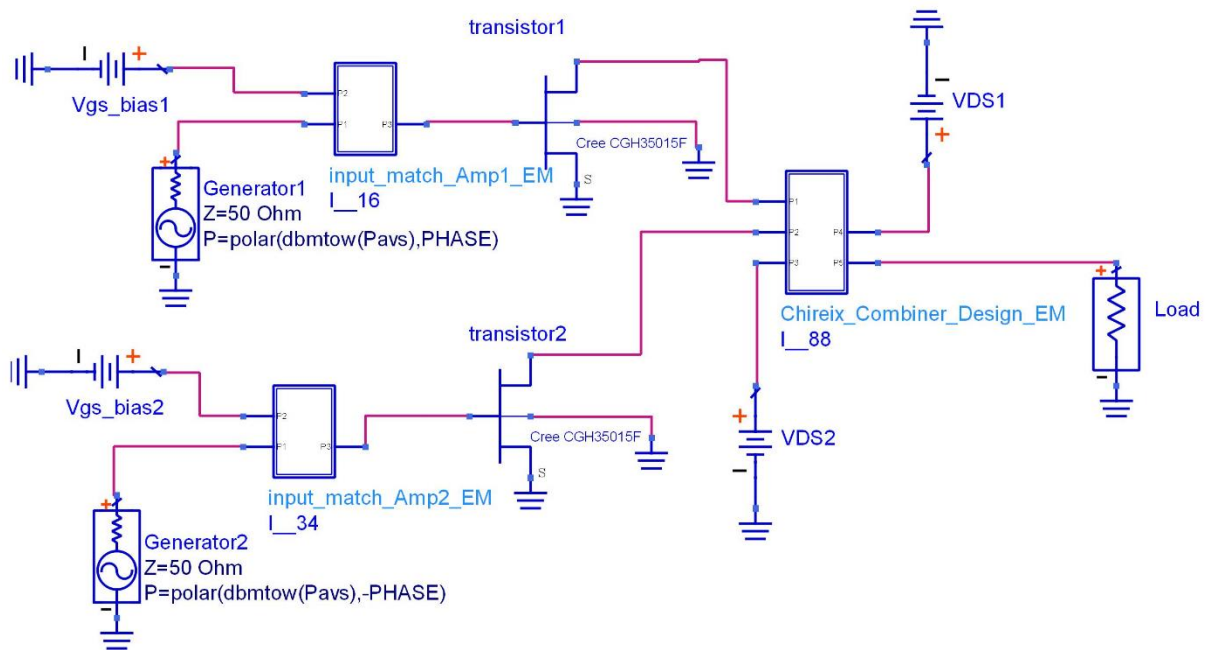 transistor1
I
+
Vgs_bias1
P2
P1
P3
Cree CGH35015F
S
input_match_Amp1_EM
I__16
+
Generator1
Z=50 Ohm
P=polar(dbmtow(Pavs),PHASE)
−
−
VDS1
+
P1
P2
P3
P4
P5
Chireix_Combiner_Design_EM
I__88
+
Load
−
transistor2
I
+
Vgs_bias2
P2
P1
P3
Cree CGH35015F
S
input_match_Amp2_EM
I__34
+
VDS2
−
+
Generator2
Z=50 Ohm
P=polar(dbmtow(Pavs),-PHASE)
−